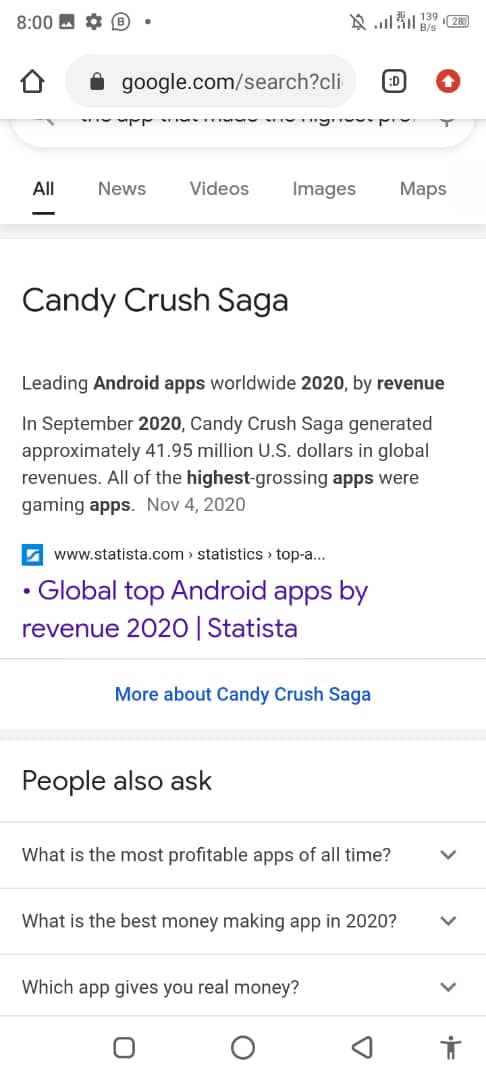 8:00
139
B/s
28
google.com/search?cli
:D
All News Videos Images Maps
Candy Crush Saga
Leading Android apps worldwide 2020, by revenue
In September 2020, Candy Crush Saga generated
approximately 41.95 million U.S. dollars in global
revenues. All of the highest-grossing apps were
gaming apps. Nov 4, 2020
www.statista.com › statistics › top-a...
• Global top Android apps by
revenue 2020 | Statista
More about Candy Crush Saga
People also ask
What is the most profitable apps of all time?
What is the best money making app in 2020?
Which app gives you real money?